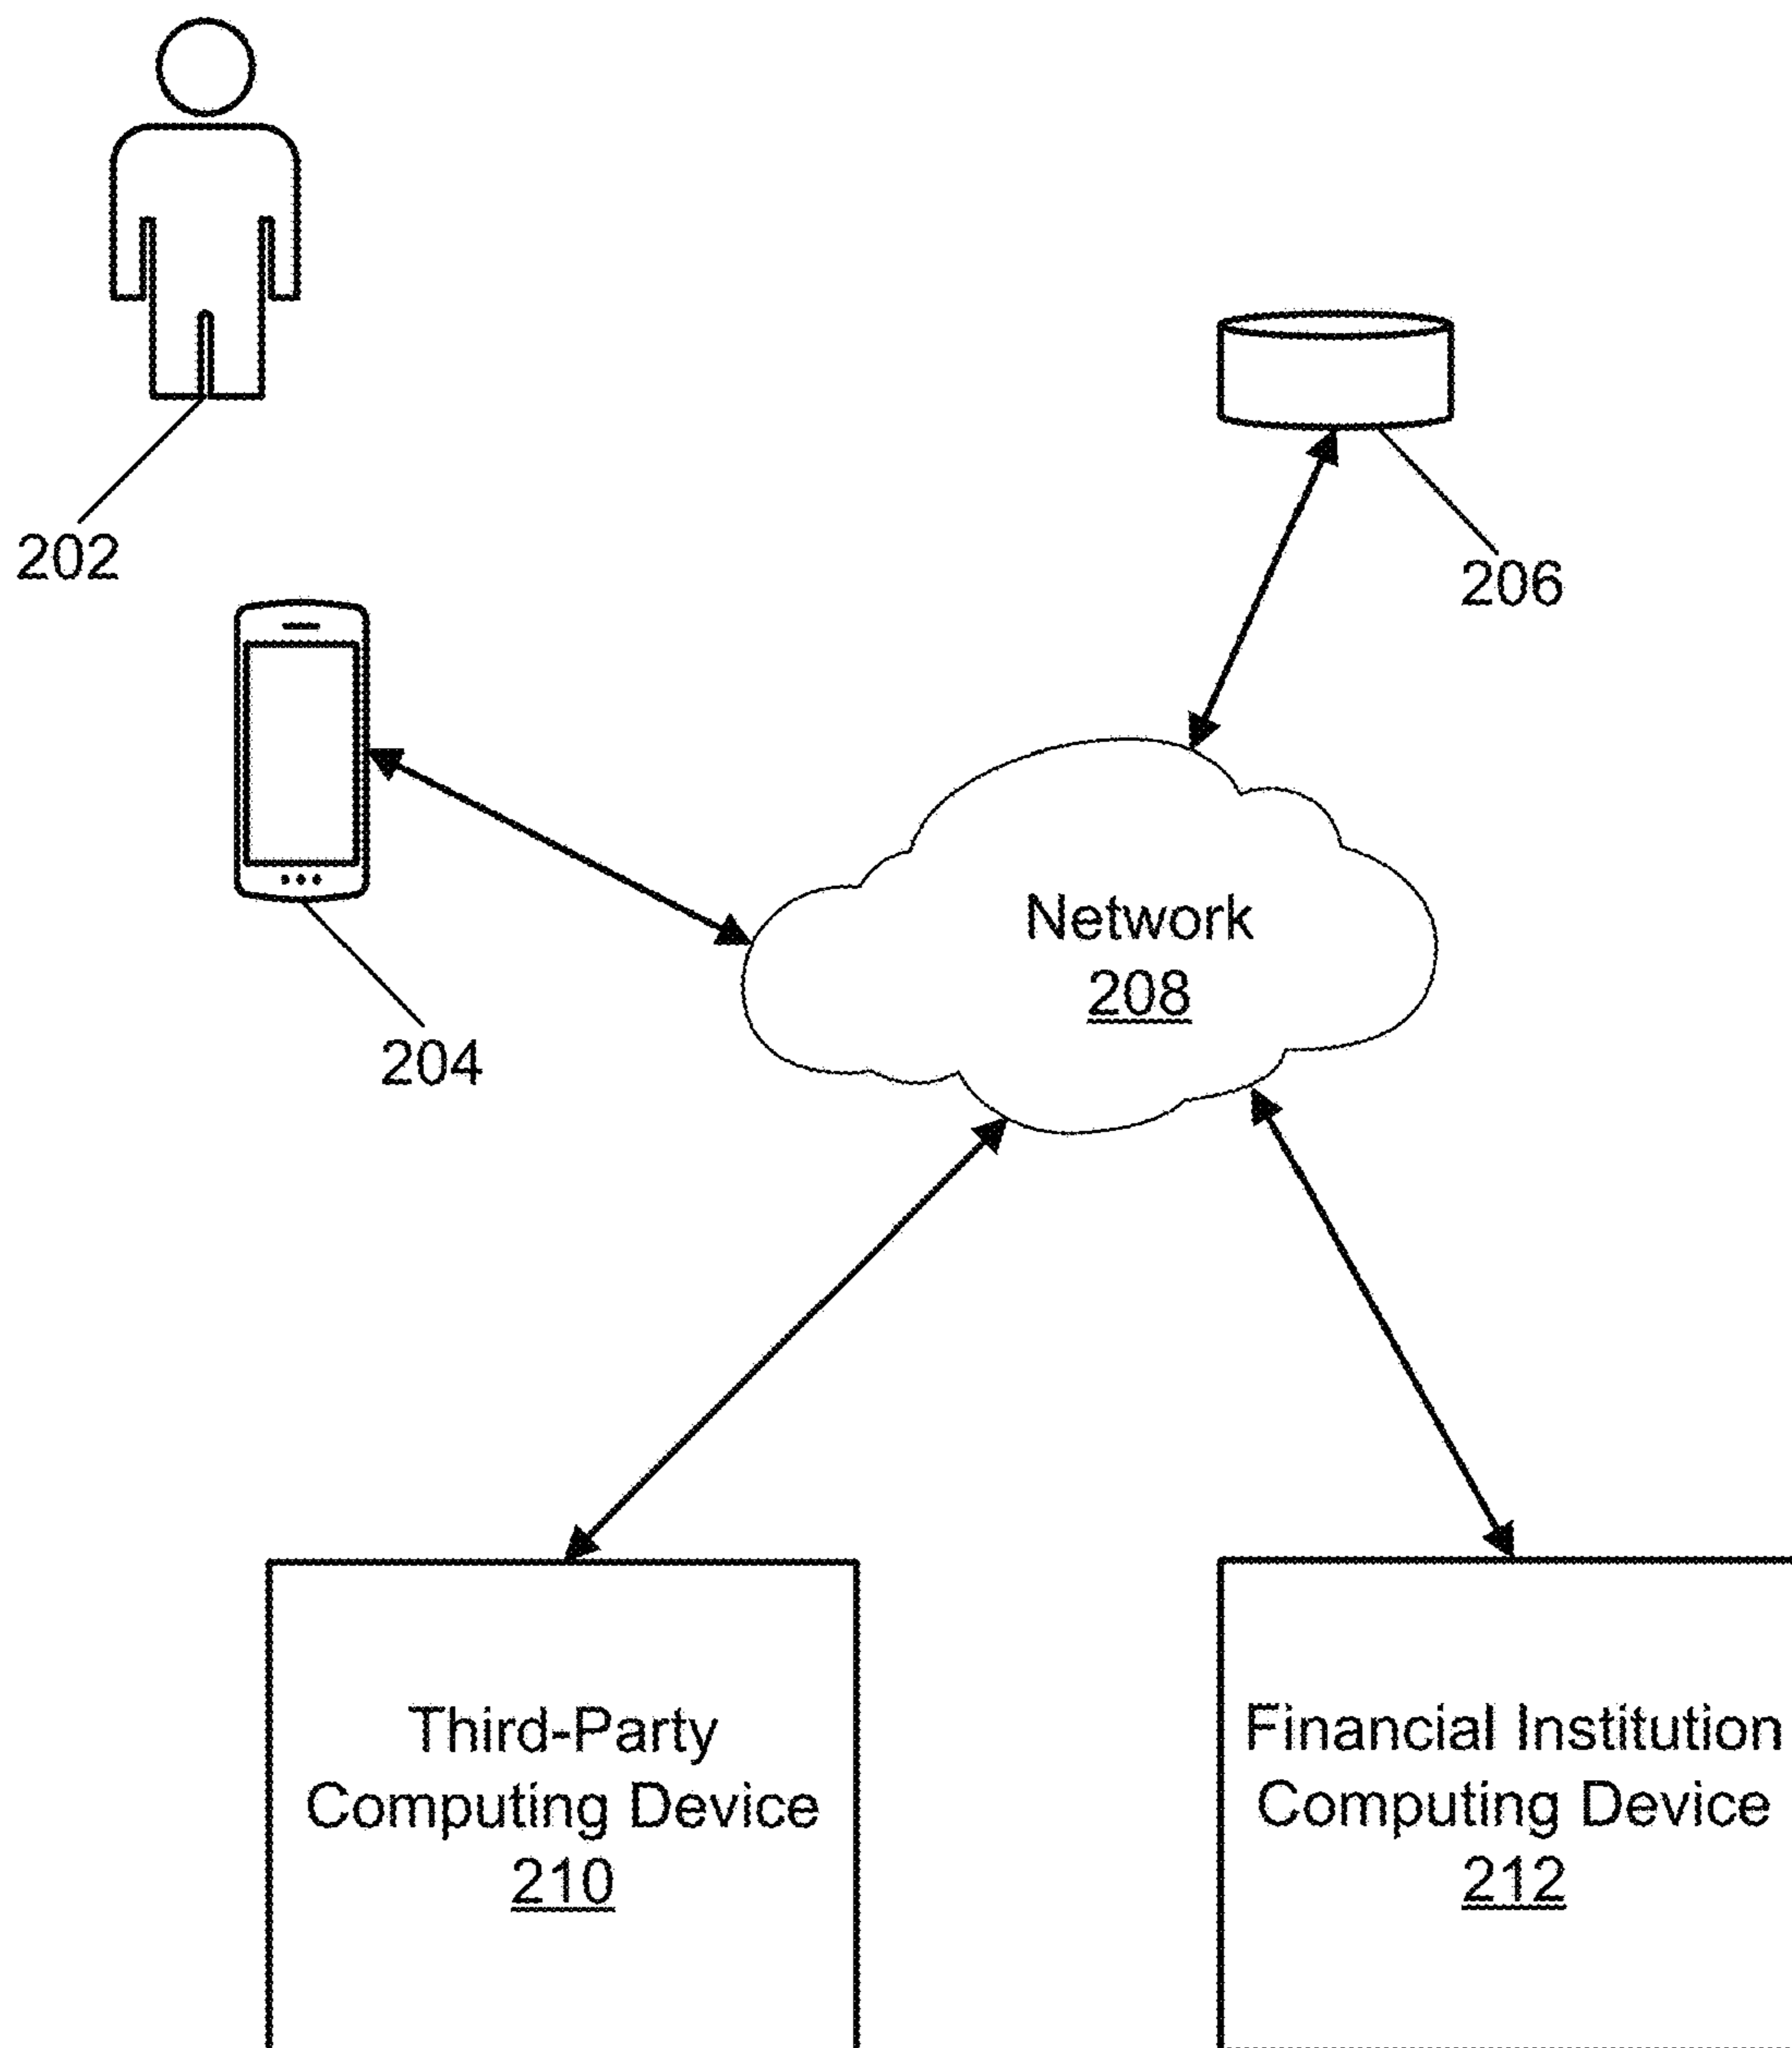 202
206
204
Network
208
Third-Party
Computing Device
210
Financial Institution
Computing Device
212